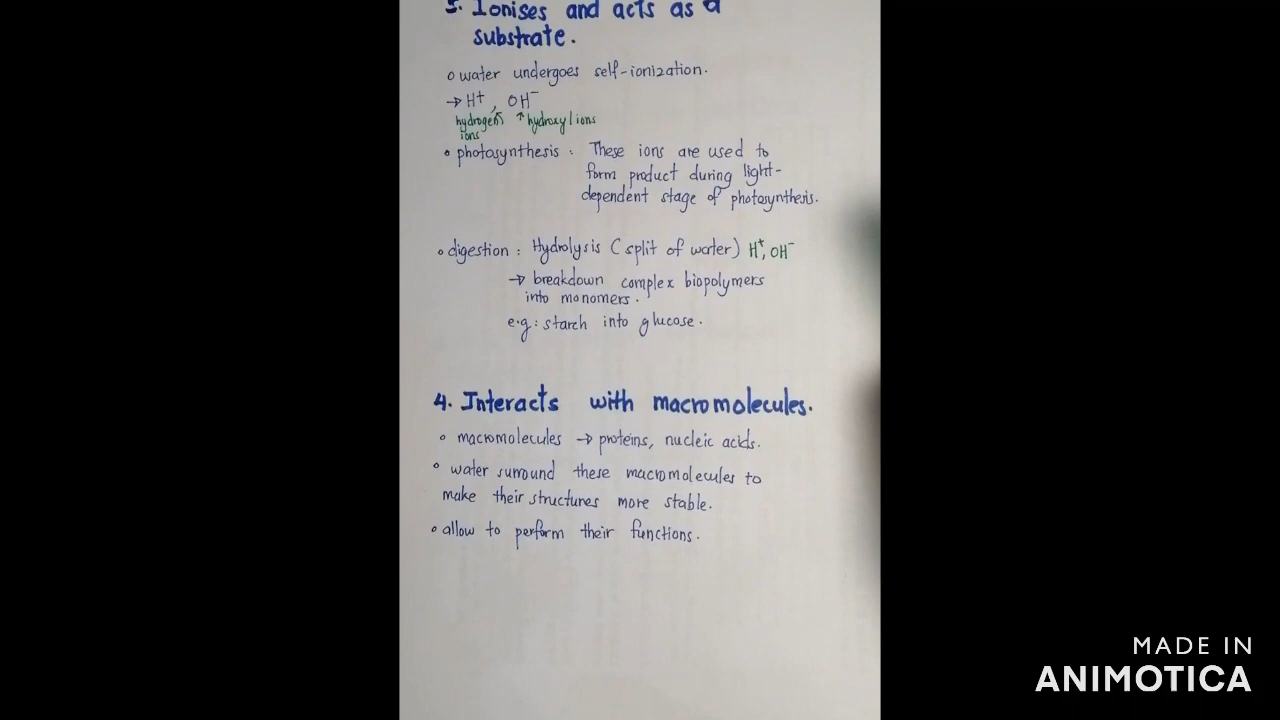 3. Ionises and acts as a
substrate.
o water undergoes self-ionization.
→ H⁺, OH⁻
hydrogen ↑ hydroxyl ions
ions
• photosynthesis : These ions are used to
form product during light-
dependent stage of photosynthesis.
• digestion : Hydrolysis (split of water) H⁺, OH⁻
→ breakdown complex biopolymers
into monomers.
e.g: starch into glucose.
4. Interacts with macromolecules.
o macromolecules → proteins, nucleic acids.
o water surround these macromolecules to
make their structures more stable.
o allow to perform their functions.
MADE IN
ANIMOTICA